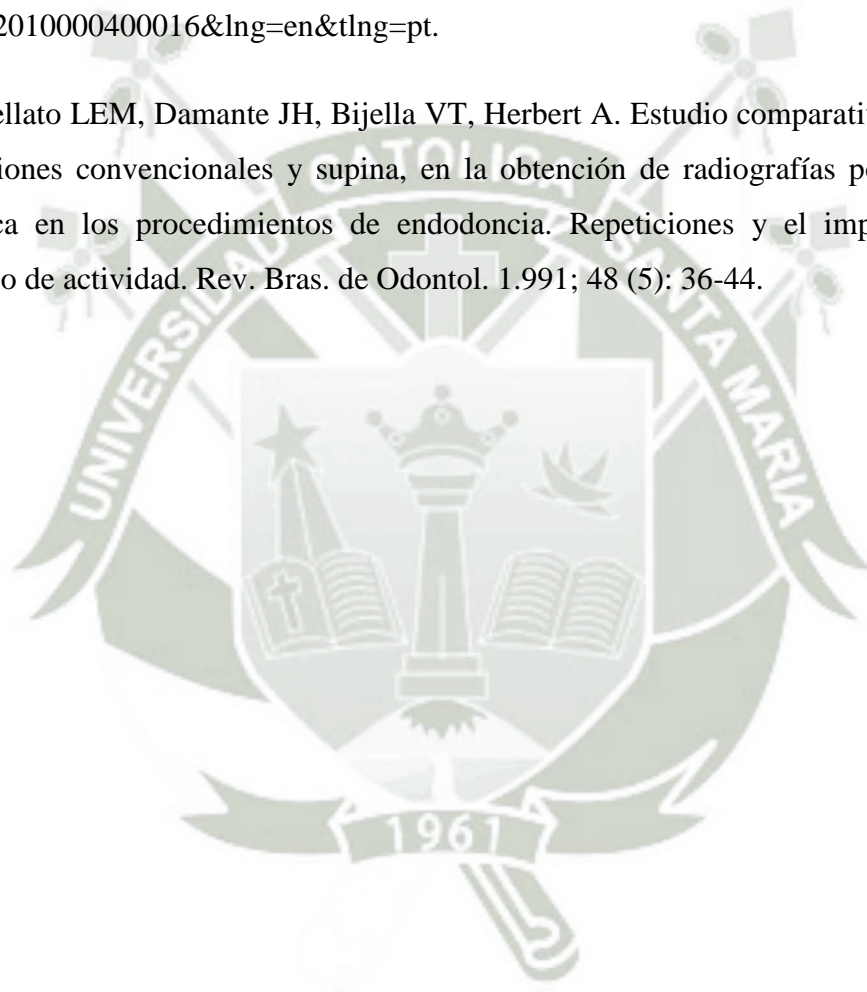 2010000400016&lng=en&tlng=pt.
ellato LEM, Damante JH, Bijella VT, Herbert A. Estudio comparati
iones convencionales y supina, en la obtención de radiografías p
ca en los procedimientos de endodoncia. Repeticiones y el imp
o de actividad. Rev. Bras. de Odontol. 1.991; 48 (5): 36-44.
UNIVERSIDAD CATOLICA SANTA MARIA
1961